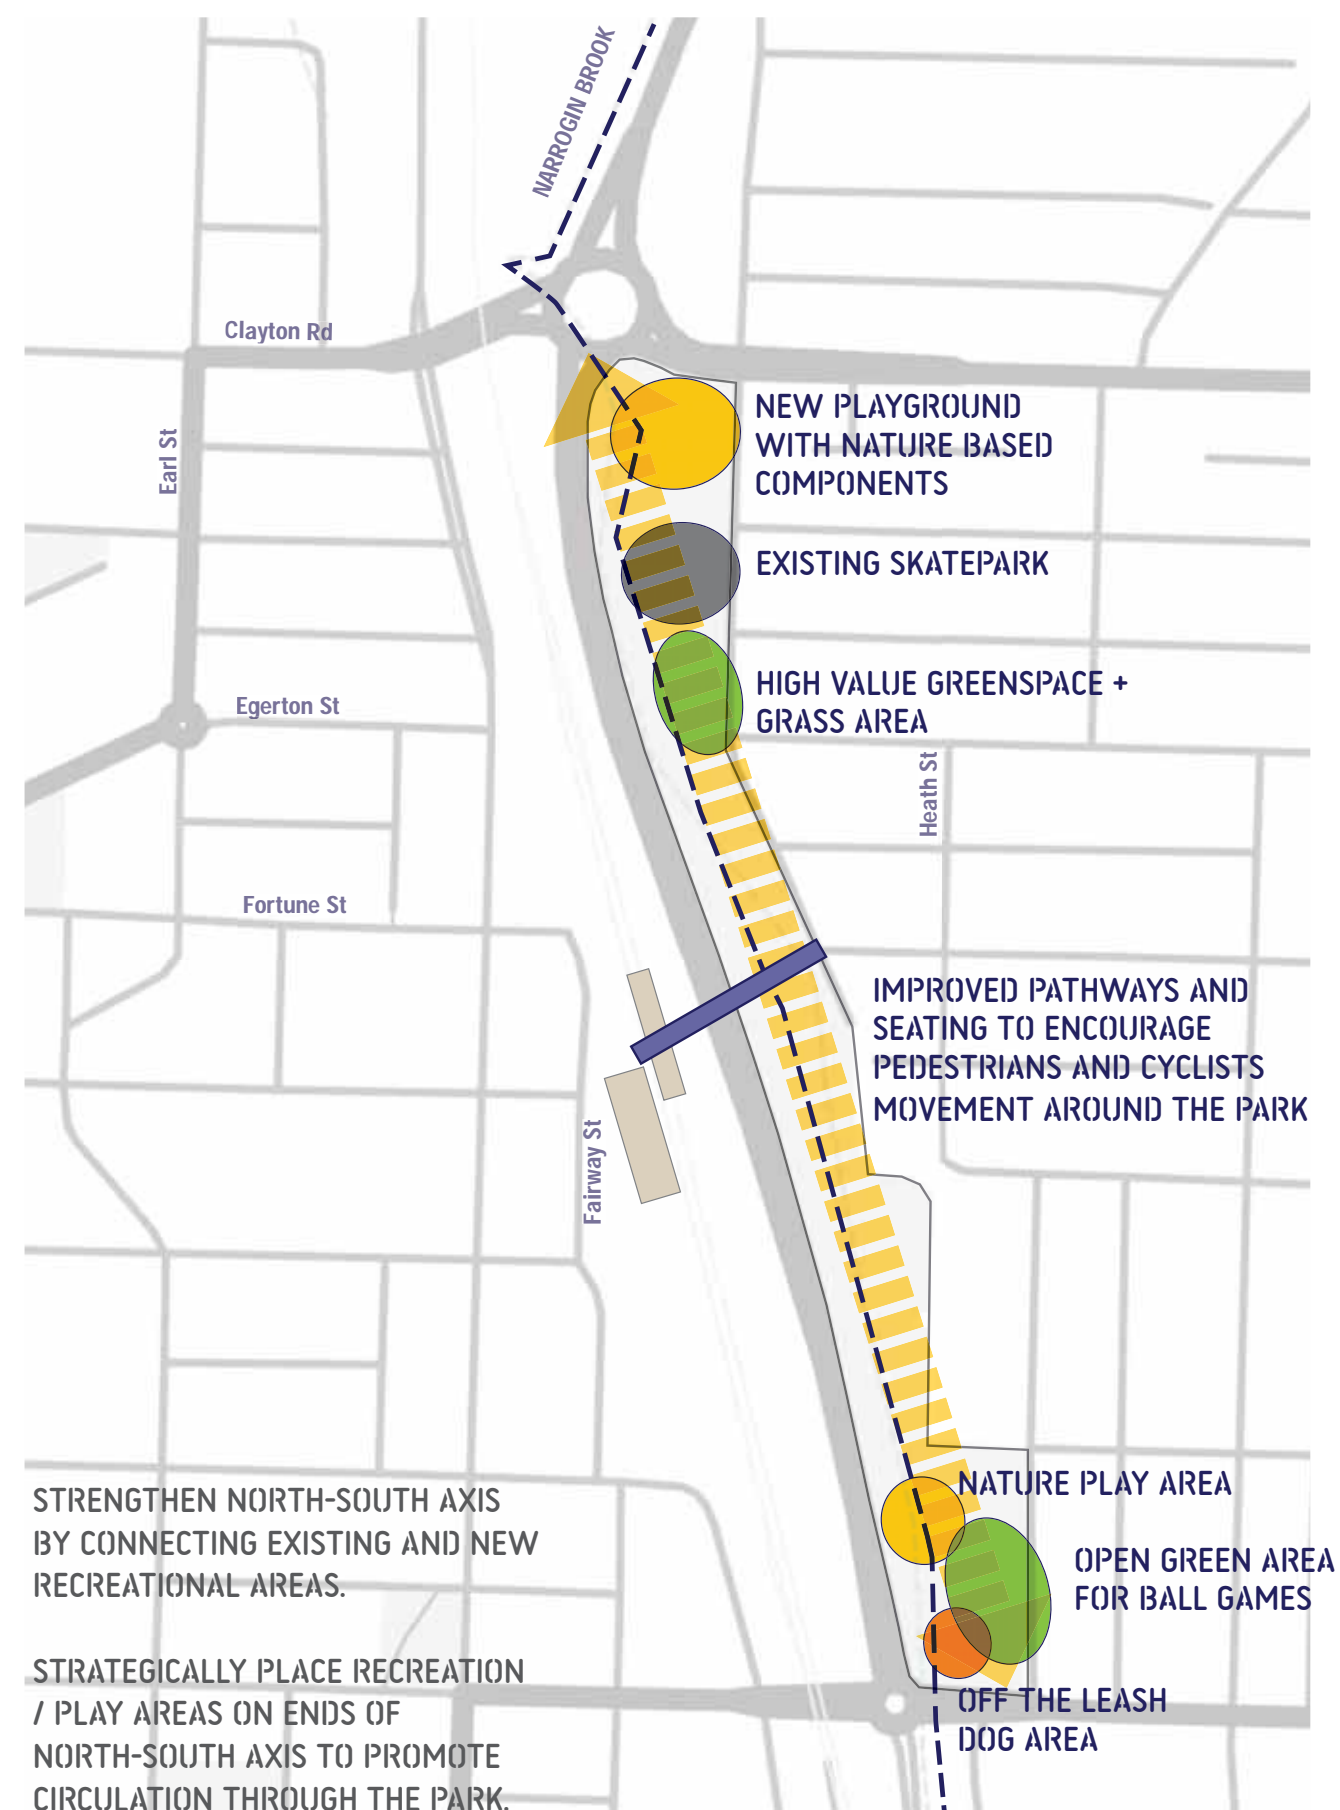 NARROGIN BROOK
Clayton Rd
Earl St
NEW PLAYGROUND
WITH NATURE BASED
COMPONENTS
EXISTING SKATEPARK
HIGH VALUE GREENSPACE +
GRASS AREA
Egerton St
Heath St
Fortune St
IMPROVED PATHWAYS AND
SEATING TO ENCOURAGE
PEDESTRIANS AND CYCLISTS
MOVEMENT AROUND THE PARK
Fairway St
NATURE PLAY AREA
OPEN GREEN AREA
FOR BALL GAMES
OFF THE LEASH
DOG AREA
STRENGTHEN NORTH-SOUTH AXIS
BY CONNECTING EXISTING AND NEW
RECREATIONAL AREAS.
STRATEGICALLY PLACE RECREATION
/ PLAY AREAS ON ENDS OF
NORTH-SOUTH AXIS TO PROMOTE
CIRCULATION THROUGH THE PARK.